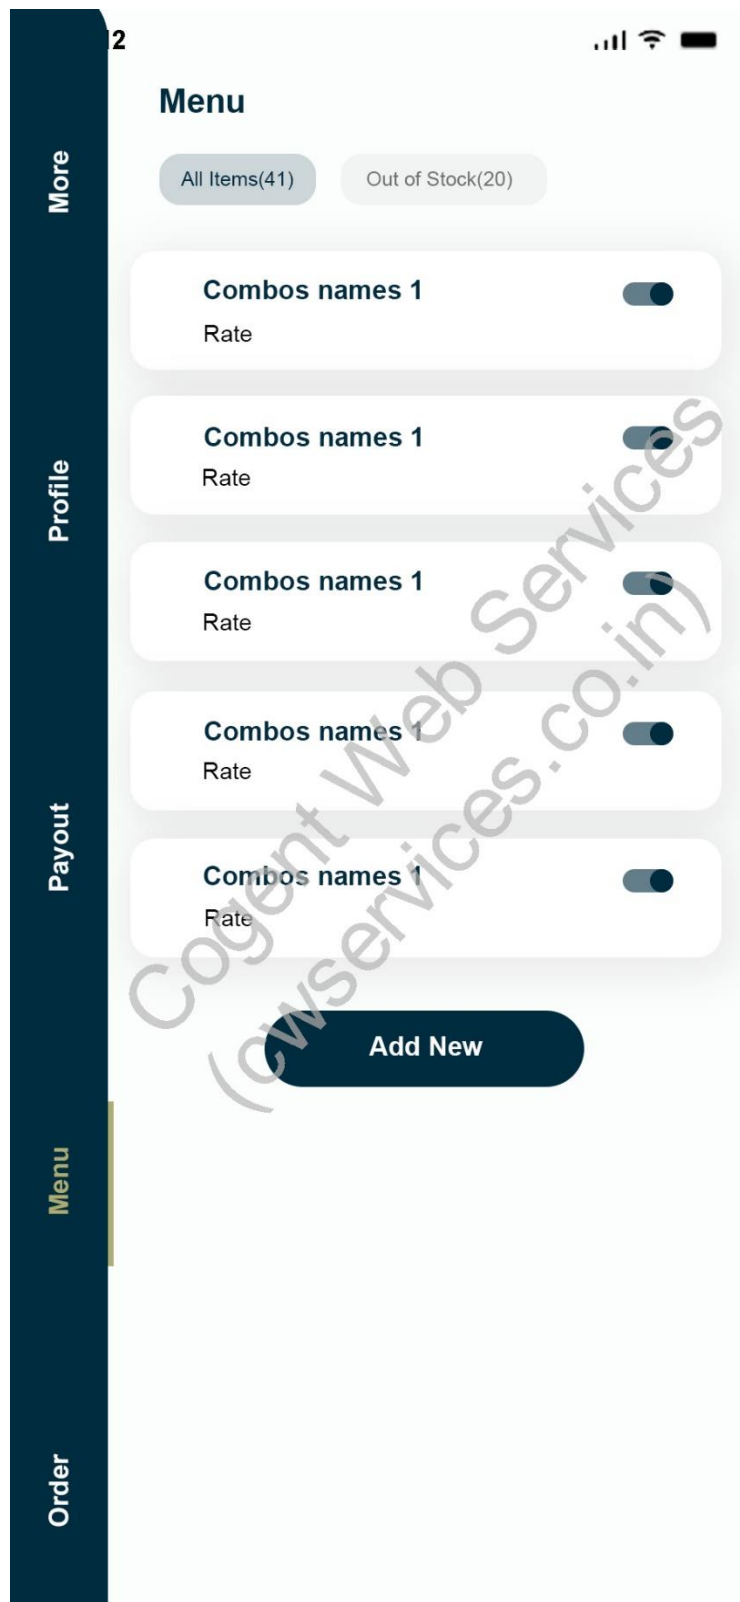 12
Menu
All Items(41)
Out of Stock(20)
Combos names 1
Rate
Combos names 1
Rate
Combos names 1
Rate
Combos names 1
Rate
Combos names 1
Rate
Add New
More
Profile
Payout
Menu
Order
Cogent Web Services
(cwservices.co.in)